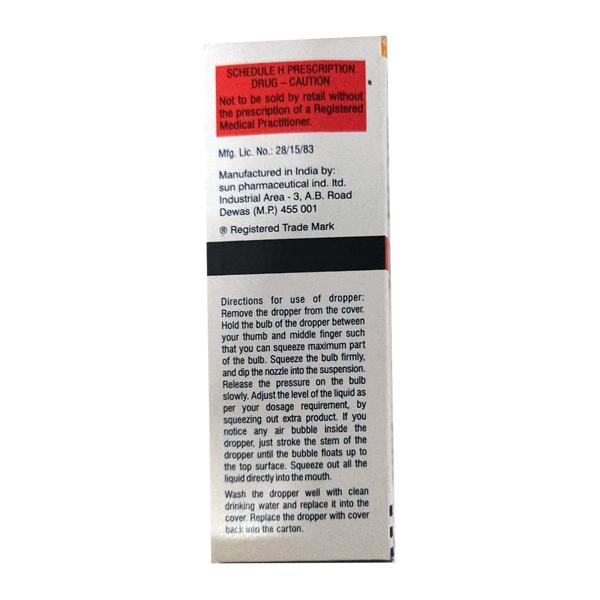 SCHEDULE H PRESCRIPTION
DRUG – CAUTION
Not to be sold by retail without
the prescription of a Registered
Medical Practitioner.
Mfg. Lic. No.: 28/15/83
Manufactured in India by:
sun pharmaceutical ind. ltd.
Industrial Area - 3, A.B. Road
Dewas (M.P.) 455 001
® Registered Trade Mark
Directions for use of dropper:
Remove the dropper from the cover.
Hold the bulb of the dropper between
your thumb and middle finger such
that you can squeeze maximum part
of the bulb. Squeeze the bulb firmly,
and dip the nozzle into the suspension.
Release the pressure on the bulb
slowly. Adjust the level of the liquid as
per your dosage requirement, by
squeezing out extra product. If you
notice any air bubble inside the
dropper, just stroke the stem of the
dropper until the bubble floats up to
the top surface. Squeeze out all the
liquid directly into the mouth.
Wash the dropper well with clean
drinking water and replace it into the
cover. Replace the dropper with cover
back into the carton.